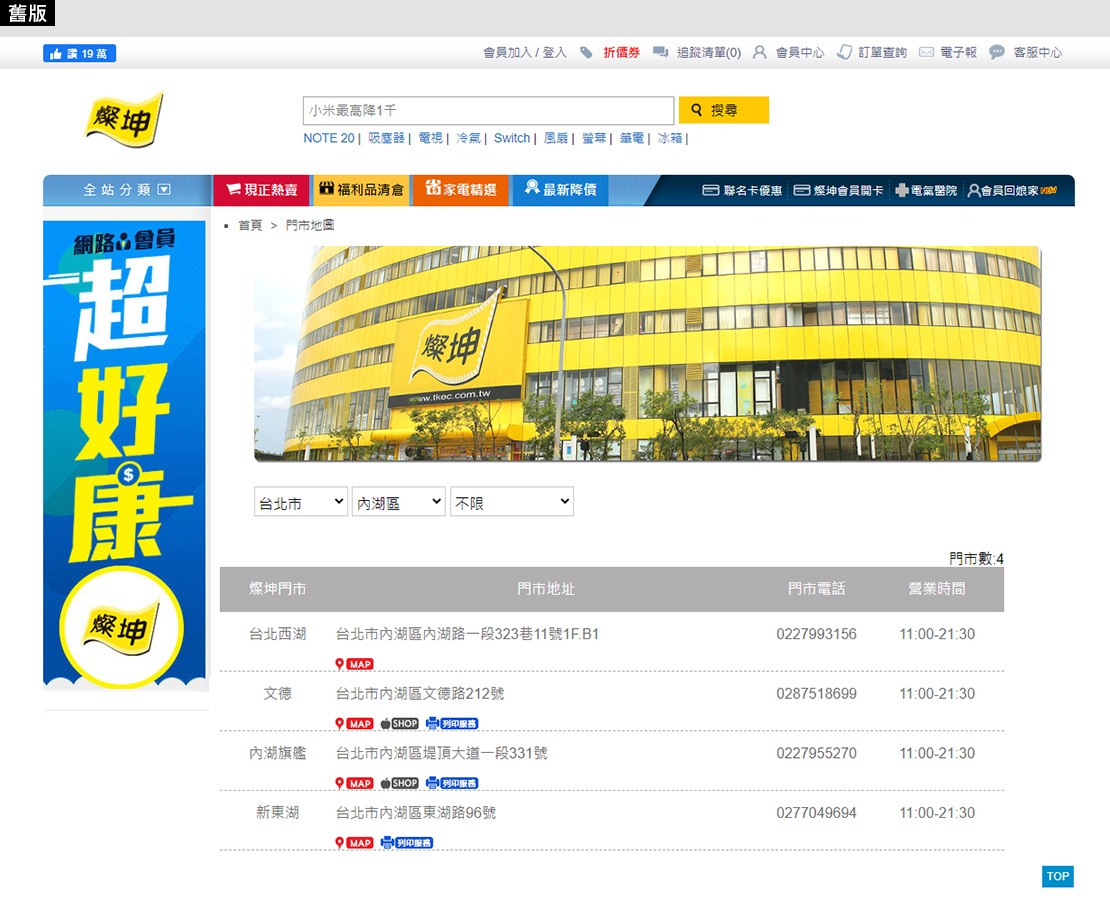 舊版
讚 19 萬
會員加入 / 登入 折價券 追蹤清單(0) 會員中心 訂單查詢 電子報 客服中心
燦坤
小米最高降1千
搜尋
NOTE 20 | 吸塵器 | 電視 | 冷氣 | Switch | 風扇 | 螢幕 | 筆電 | 冰箱 |
全站分類 現正熱賣 福利品清倉 家電精選 最新降價 聯名卡優惠 燦坤會員開卡 電氣醫院 會員回娘家 NEW
網路 會員
超
好
$
康
燦坤
首頁 > 門市地圖
燦坤
www.tkec.com.tw
台北市 內湖區 不限
門市數:4
燦坤門市 門市地址 門市電話 營業時間
台北西湖 台北市內湖區內湖路一段323巷11號1F.B1 0227993156 11:00-21:30
MAP
文德 台北市內湖區文德路212號 0287518699 11:00-21:30
MAP SHOP 列印服務
內湖旗艦 台北市內湖區堤頂大道一段331號 0227955270 11:00-21:30
MAP SHOP 列印服務
新東湖 台北市內湖區東湖路96號 0277049694 11:00-21:30
MAP 列印服務
TOP